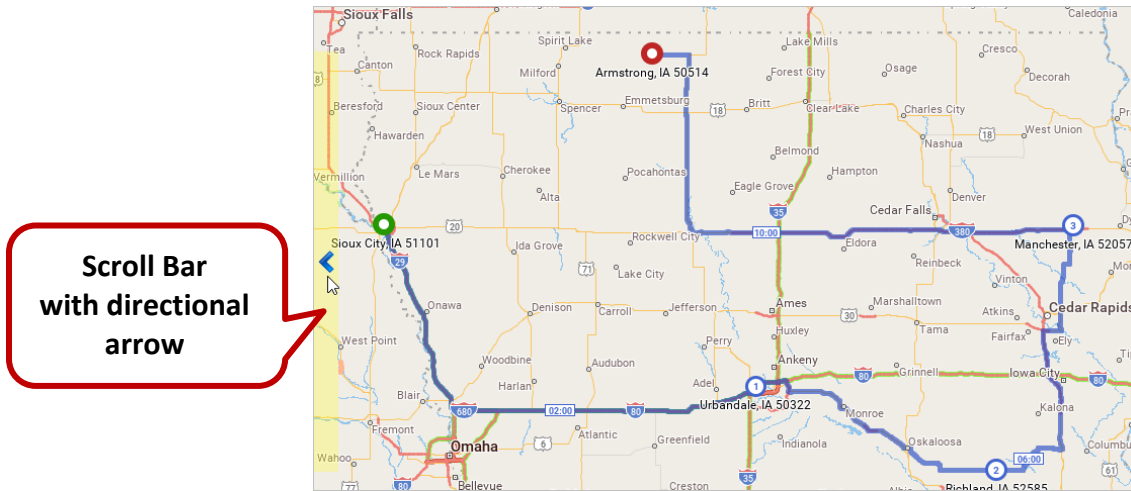 Scroll Bar
with directional
arrow
Sioux Falls
Caledonia
Tea
Canton
Rock Rapids
Spirit Lake
Lake Mills
Cresco
Milford
Armstrong, IA 50514
Forest City
Osage
Decorah
8
Beresford
Sioux Center
Spencer
Emmetsburg
18
Britt
Clear Lake
Charles City
Hawarden
18
West Union
Nashua
Belmond
Vermillion
Le Mars
Cherokee
Pocahontas
Hampton
Alta
Eagle Grove
Denver
35
Cedar Falls
Sioux City, IA 51101
20
Rockwell City
10:00
380
3
Ida Grove
Eldora
Manchester, IA 52057
29
71
Lake City
Reinbeck
Vinton
Onawa
Denison
Carroll
Jefferson
Ames
Marshalltown
30
Atkins
Cedar Rapids
Huxley
Tama
Fairfax
Ely
West Point
Perry
Woodbine
Audubon
Ankeny
Harlan
Adel
1
80
Grinnell
Iowa City
80
Blair
Urbandale, IA 50322
680
02:00
80
Monroe
Kalona
Fremont
6
Atlantic
Greenfield
Indianola
Oskaloosa
Columbu
Omaha
06:00
Wahoo
2
61
77
80
Bellevue
Creston
35
Richland, IA 52585